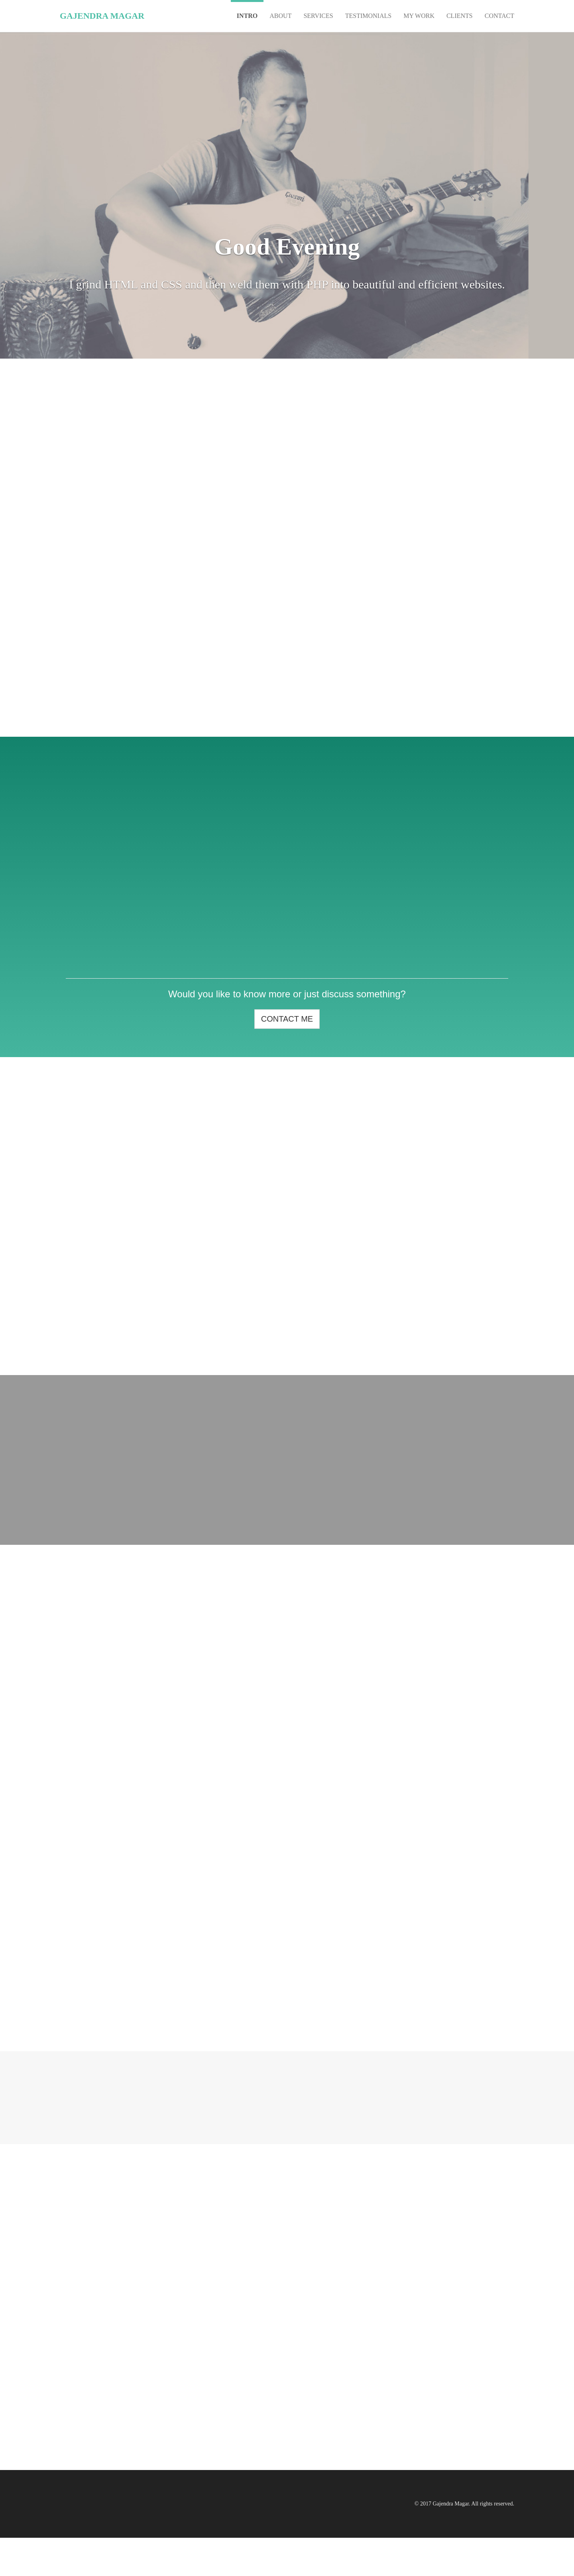 GAJENDRA MAGAR
INTRO ABOUT SERVICES TESTIMONIALS MY WORK CLIENTS CONTACT
Good Evening
I grind HTML and CSS and then weld them with PHP into beautiful and efficient websites.
Would you like to know more or just discuss something?
CONTACT ME
© 2017 Gajendra Magar. All rights reserved.